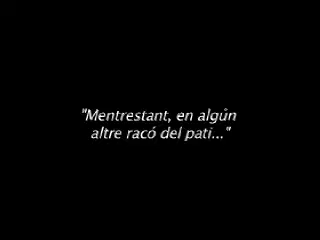 "Mentrestant, en algún
altre racó del pati..."